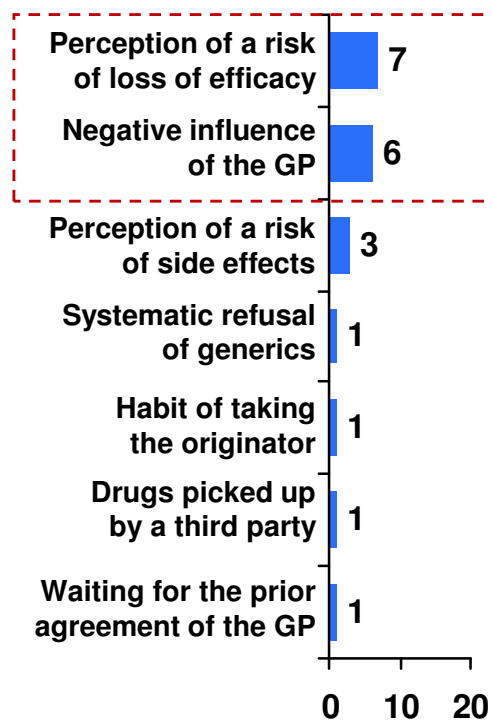 Perception of a risk
of loss of efficacy
7
Negative influence
of the GP
6
Perception of a risk
of side effects
3
Systematic refusal
of generics
1
Habit of taking
the originator
1
Drugs picked up
by a third party
1
Waiting for the prior
agreement of the GP
1
0 10 20